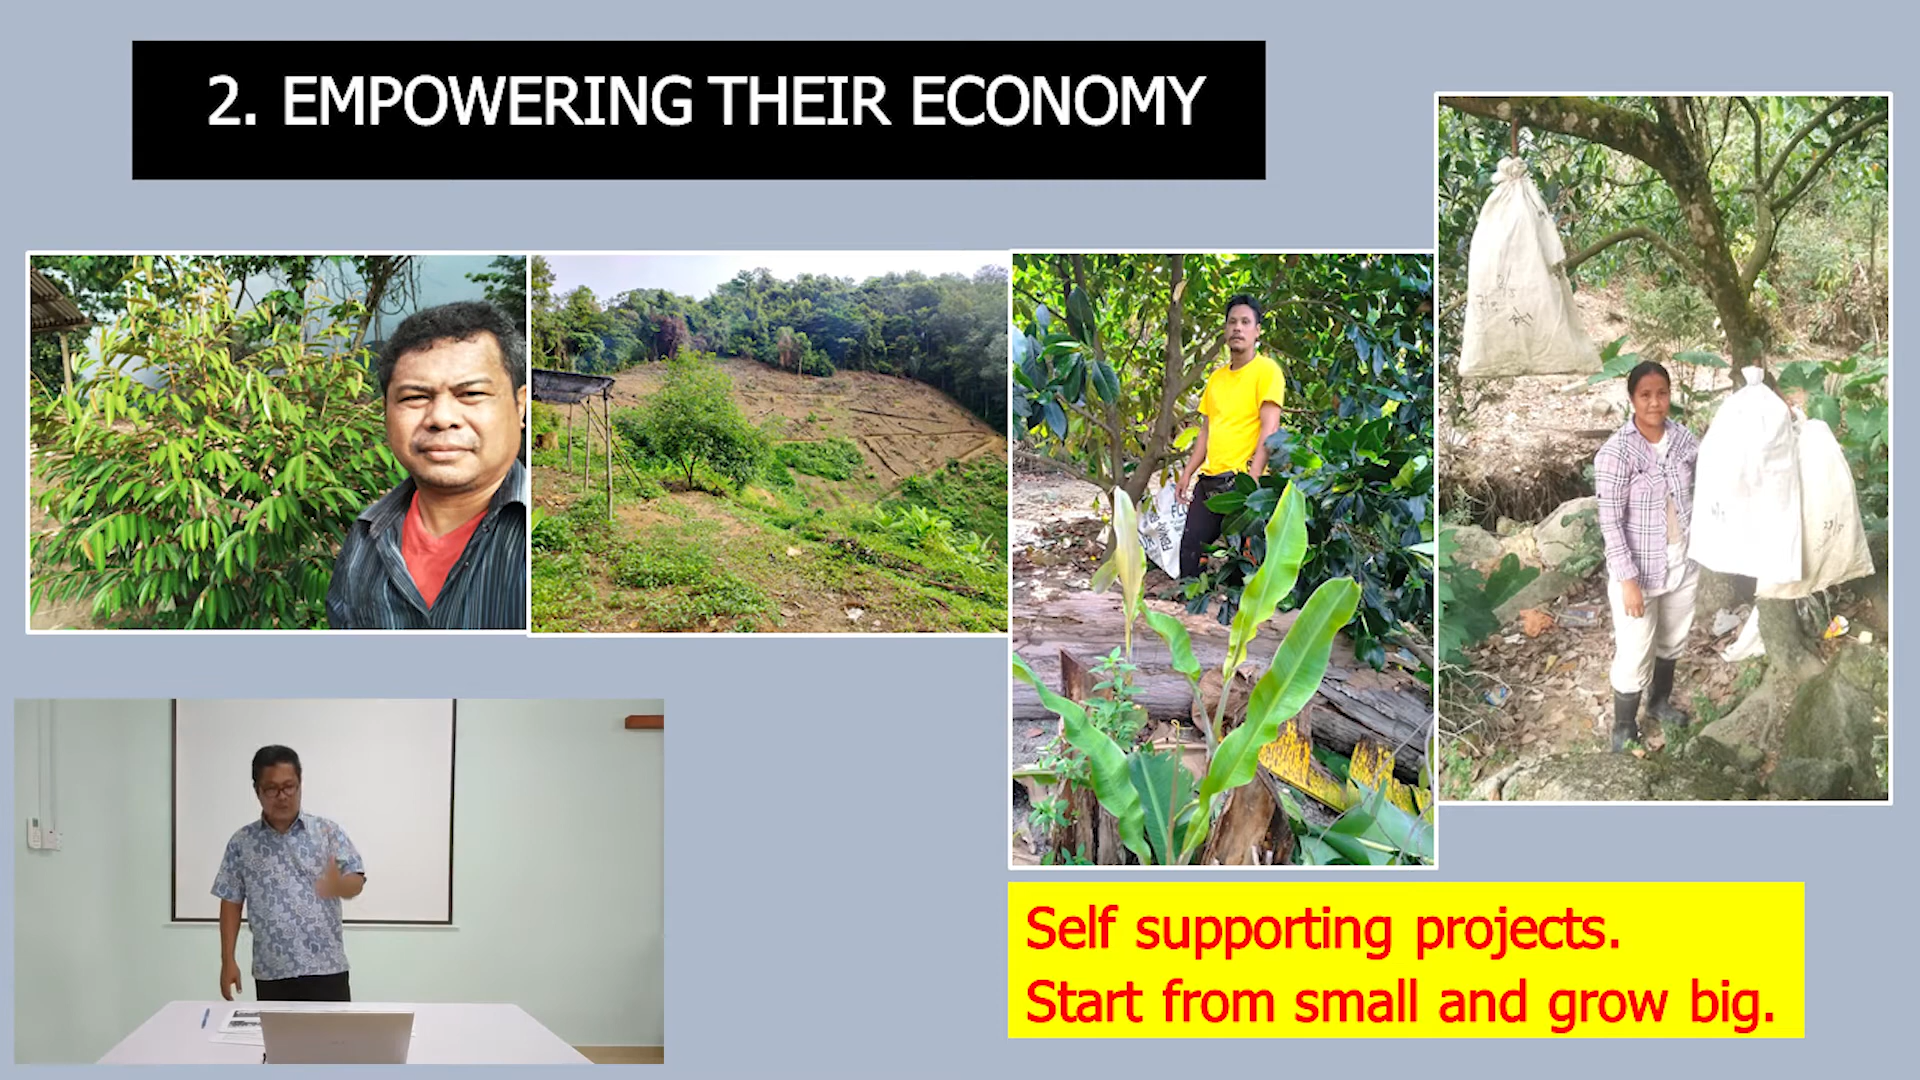 2. EMPOWERING THEIR ECONOMY
Self supporting projects.
Start from small and grow big.